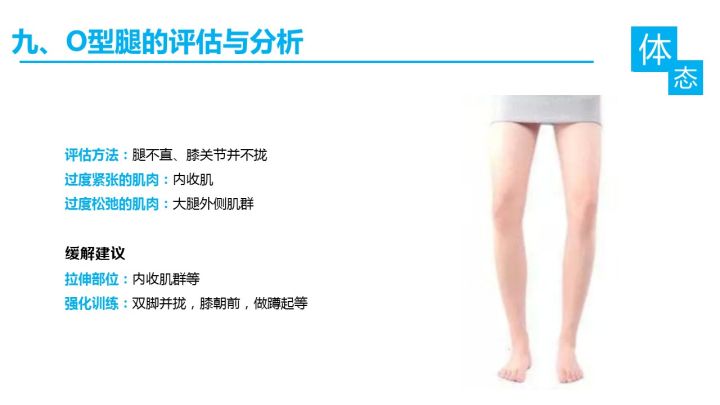 九、O型腿的评估与分析
体
态
评估方法：腿不直、膝关节并不拢
过度紧张的肌肉：内收肌
过度松弛的肌肉：大腿外侧肌群
缓解建议
拉伸部位：内收肌群等
强化训练：双脚并拢，膝朝前，做蹲起等